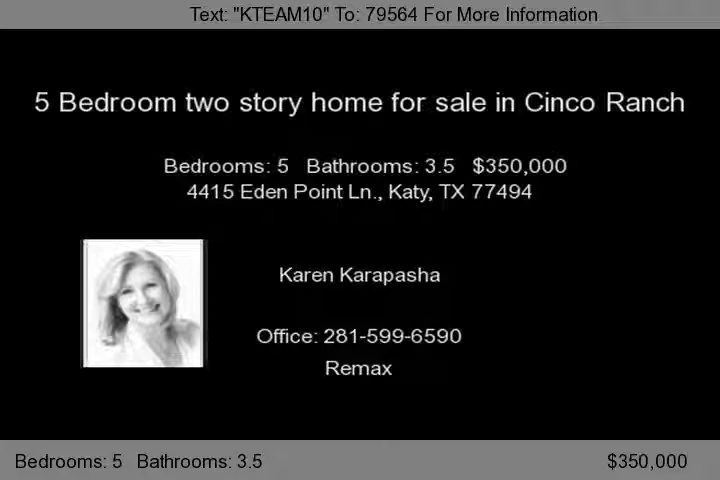 Text: "KTEAM10" To: 79564 For More Information
5 Bedroom two story home for sale in Cinco Ranch
Bedrooms: 5 Bathrooms: 3.5 $350,000
4415 Eden Point Ln., Katy, TX 77494
Karen Karapasha
Office: 281-599-6590
Remax
Bedrooms: 5 Bathrooms: 3.5 $350,000